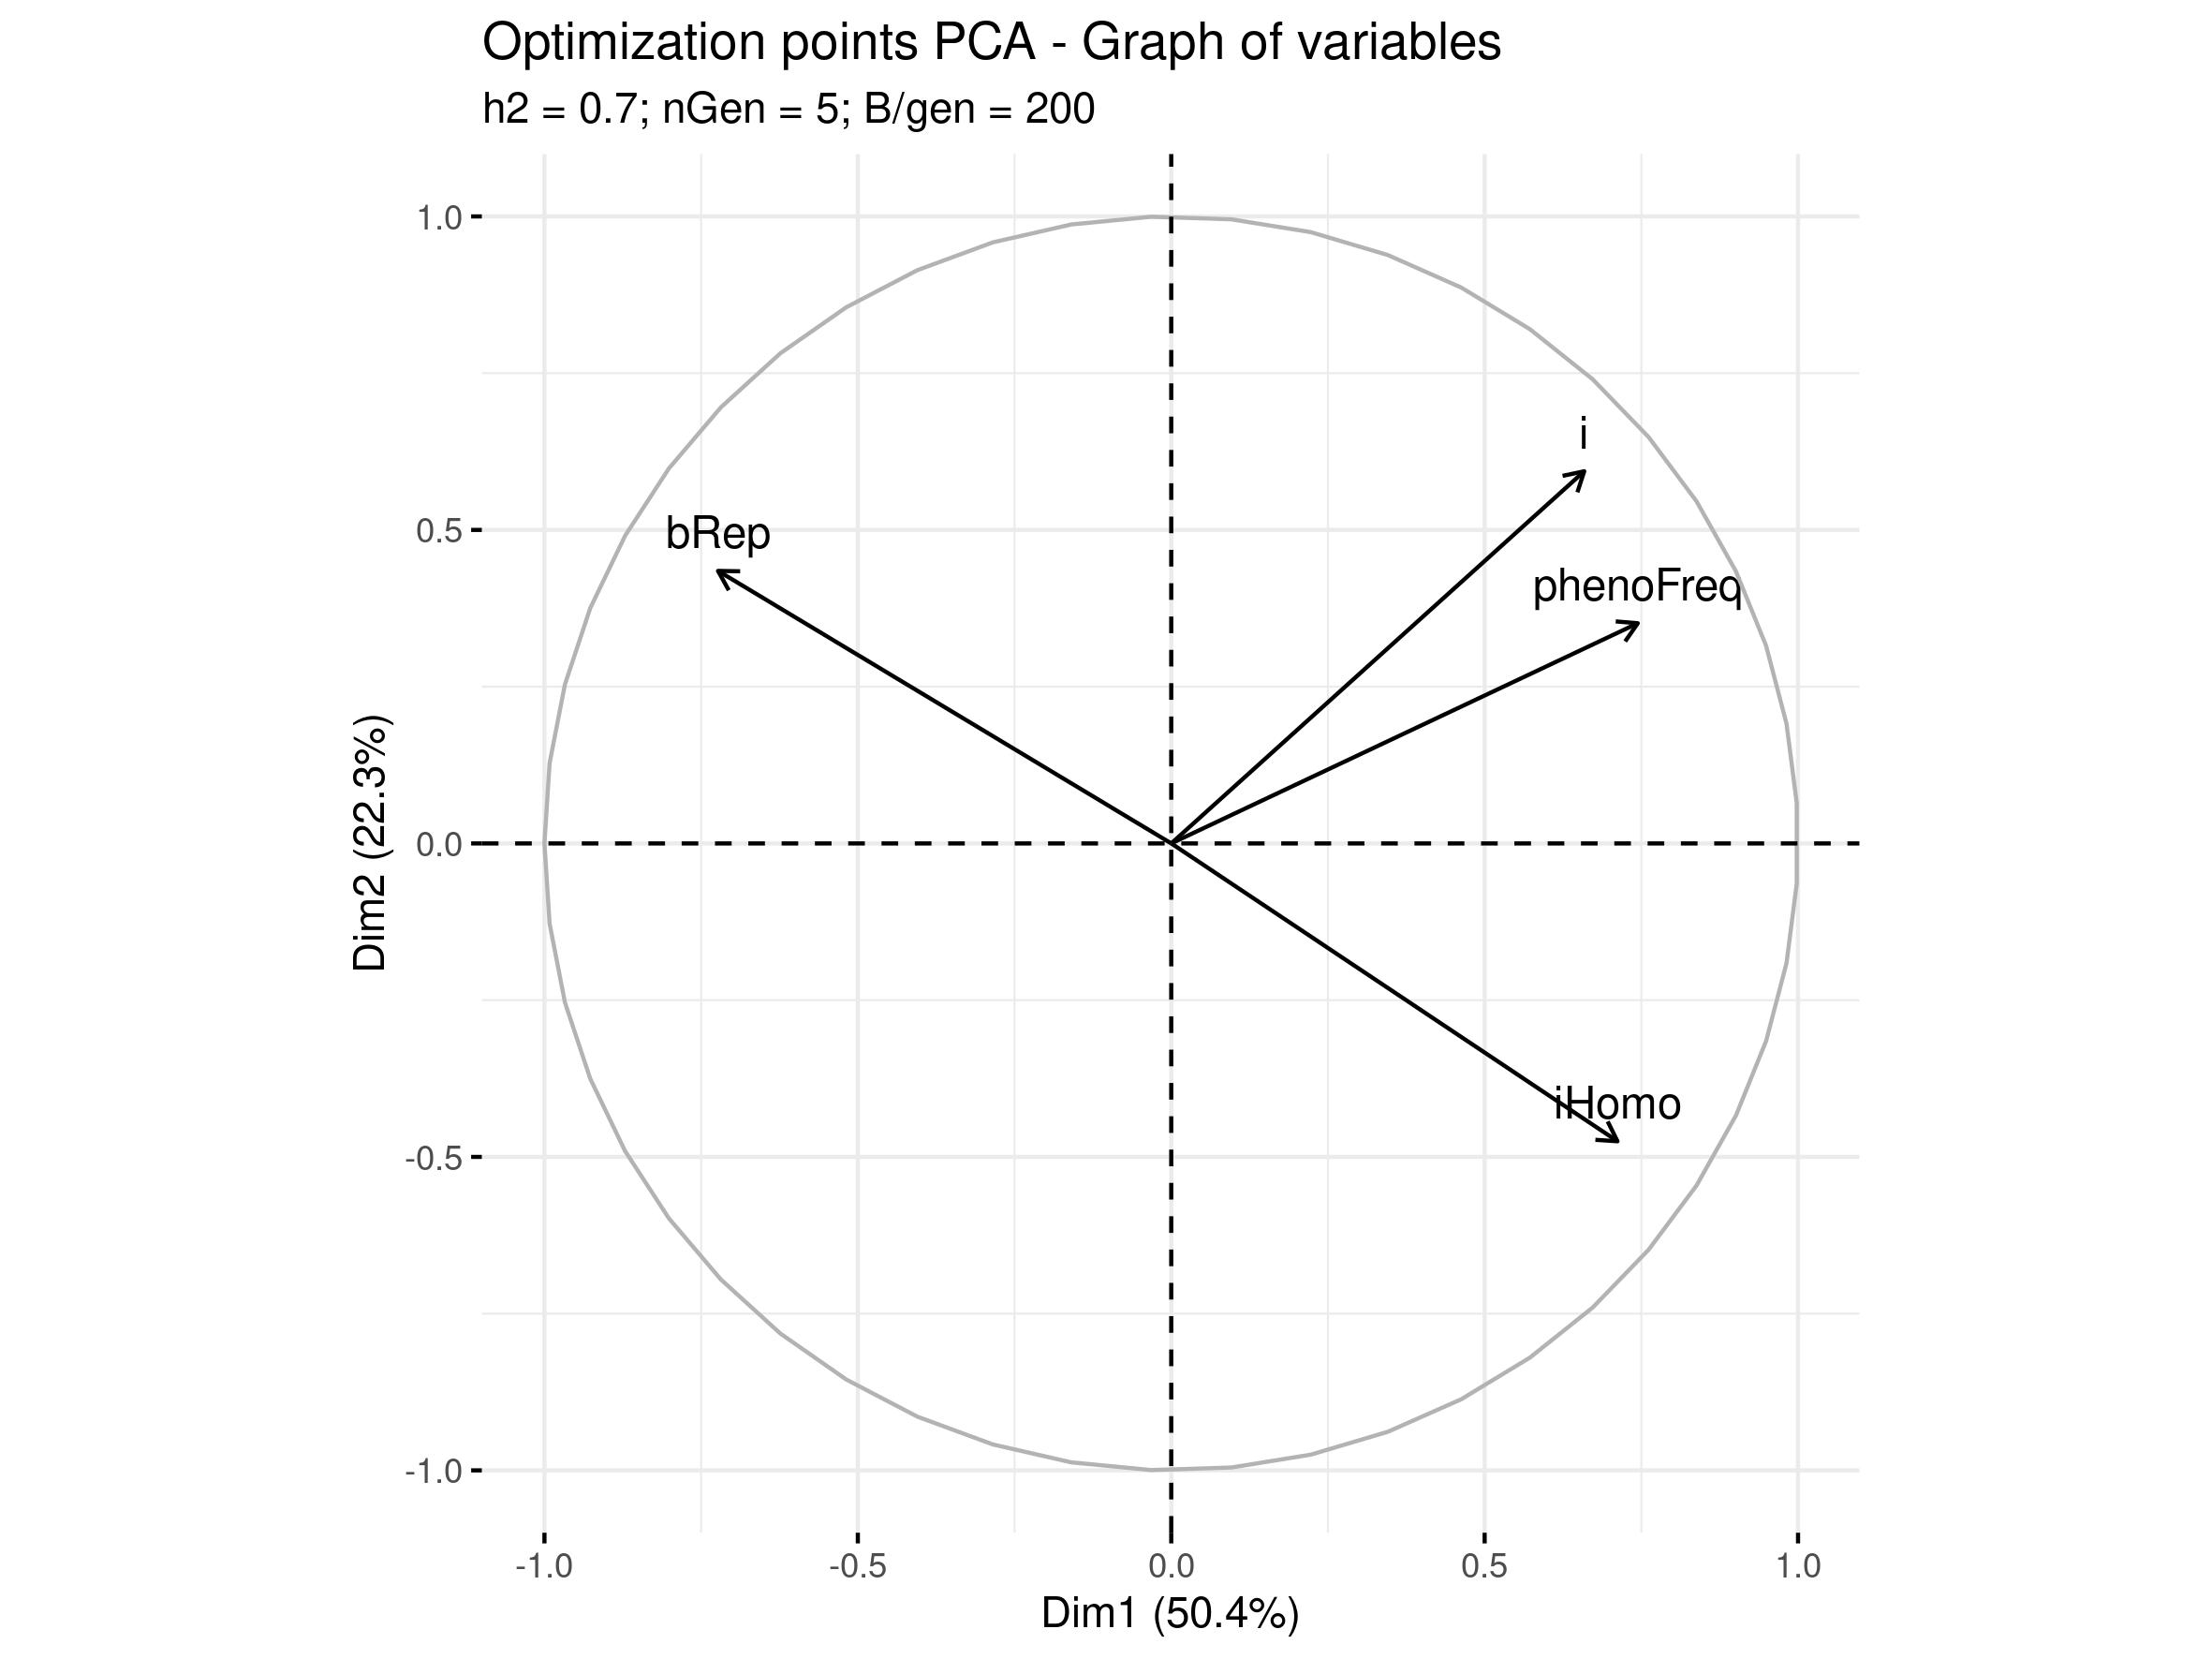 Optimization points PCA - Graph of variables
h2 = 0.7; nGen = 5; B/gen = 200
1.0
0.5
0.0
-0.5
-1.0
Dim2 (22.3%)
i
bRep
phenoFreq
iHomo
-1.0
-0.5
0.0
0.5
1.0
Dim1 (50.4%)